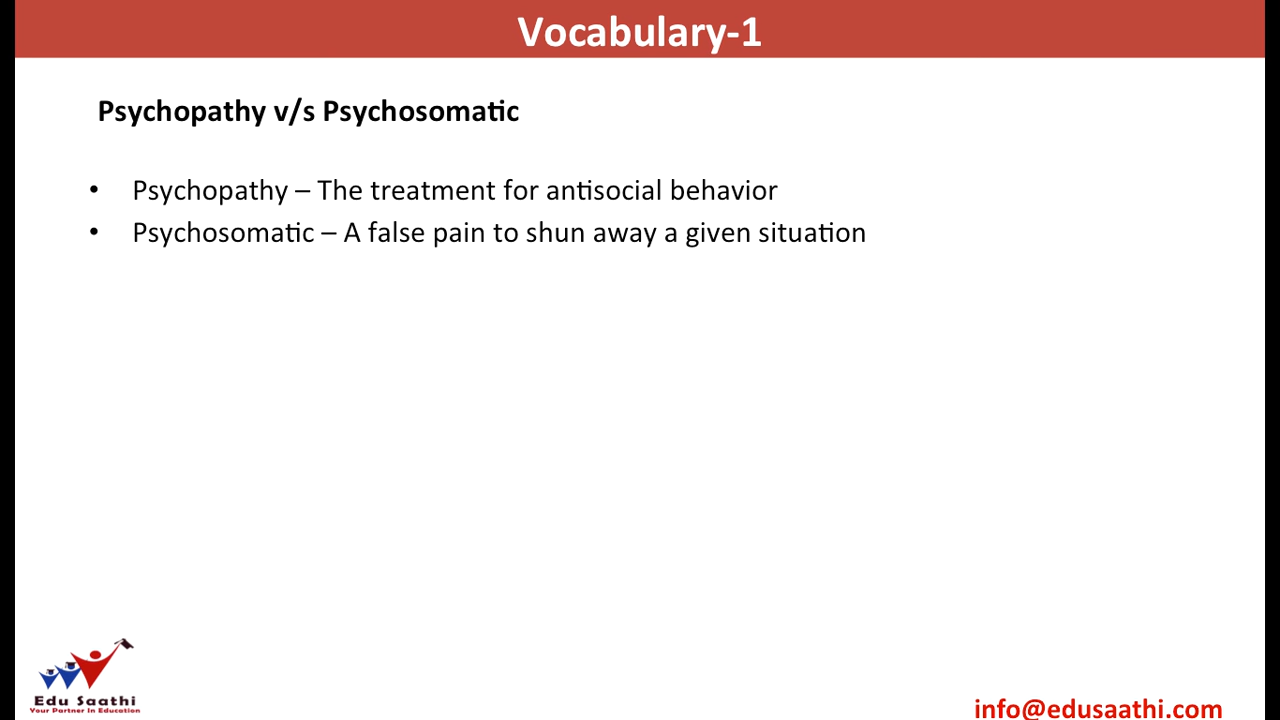 Vocabulary-1
Psychopathy v/s Psychosomatic
• Psychopathy – The treatment for antisocial behavior
• Psychosomatic – A false pain to shun away a given situation
Edu Saathi
Your Partner In Education
info@edusaathi.com